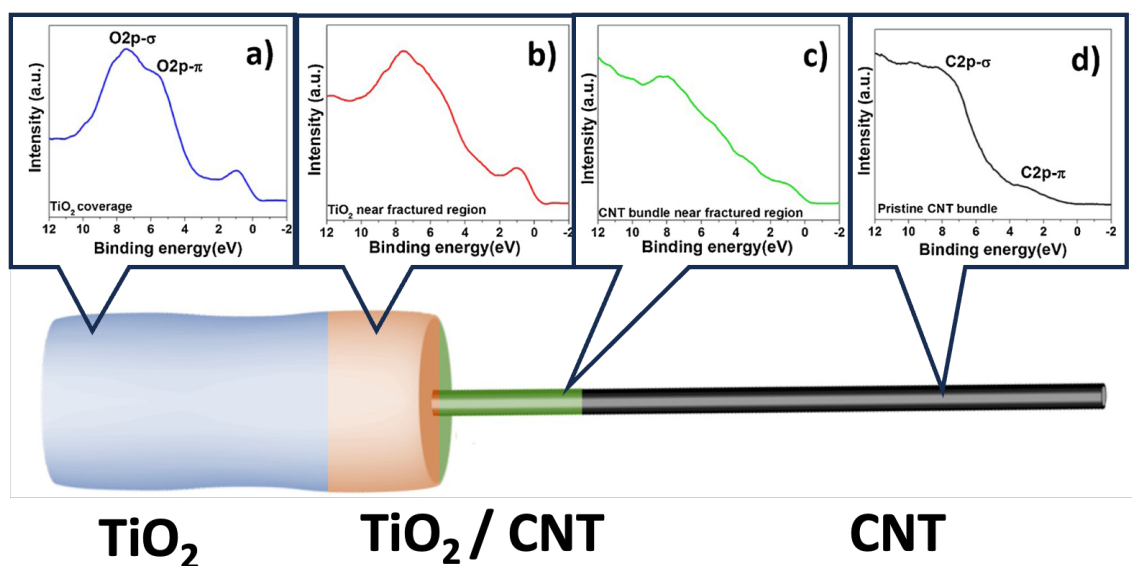 a)
O2p-σ
O2p-π
Intensity (a.u.)
TiO₂ coverage
12 10 8 6 4 2 0 -2
Binding energy(eV)
b)
Intensity (a.u.)
TiO₂ near fractured region
12 10 8 6 4 2 0 -2
Binding energy(eV)
c)
Intensity (a.u.)
CNT bundle near fractured region
12 10 8 6 4 2 0 -2
Binding energy(eV)
d)
C2p-σ
C2p-π
Intensity (a.u.)
Pristine CNT bundle
12 10 8 6 4 2 0 -2
Binding energy(eV)
TiO₂
TiO₂ / CNT
CNT